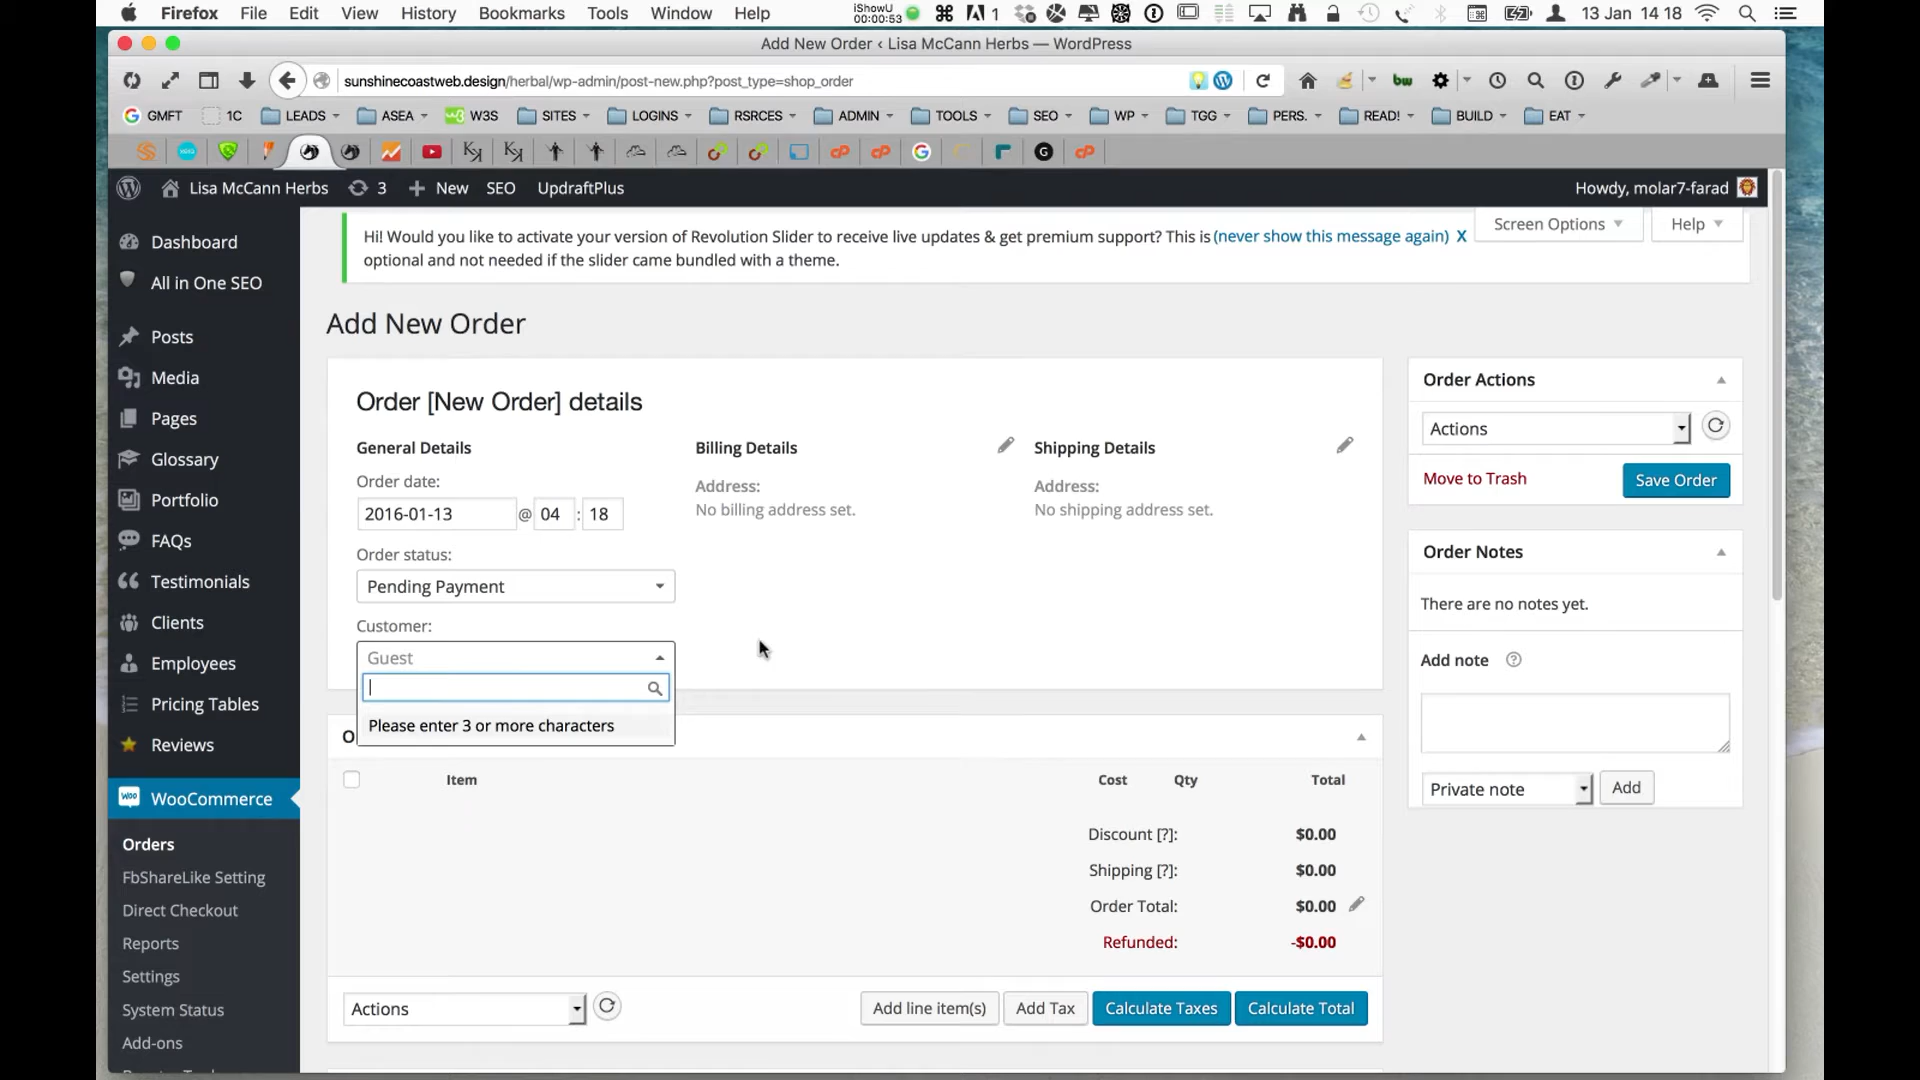 Firefox File Edit View History Bookmarks Tools Window Help iShowU 00:00:53 1 13 Jan 14 18
Add New Order ‹ Lisa McCann Herbs — WordPress
sunshinecoastweb.design/herbal/wp-admin/post-new.php?post_type=shop_order bw
GMFT 1C LEADS ASEA W3S SITES LOGINS RSRCES ADMIN TOOLS SEO WP TGG PERS. READ! BUILD EAT
Lisa McCann Herbs 3 New SEO UpdraftPlus Howdy, molar7-farad
Screen Options Help
Hi! Would you like to activate your version of Revolution Slider to receive live updates & get premium support? This is (never show this message again) X
optional and not needed if the slider came bundled with a theme.
Dashboard
All in One SEO
Posts
Media
Pages
Glossary
Portfolio
FAQs
Testimonials
Clients
Employees
Pricing Tables
Reviews
WooCommerce
Orders
FbShareLike Setting
Direct Checkout
Reports
Settings
System Status
Add-ons
Add New Order
Order [New Order] details
General Details
Order date:
2016-01-13 @ 04 : 18
Order status:
Pending Payment
Customer:
Guest
Please enter 3 or more characters
Billing Details
Address:
No billing address set.
Shipping Details
Address:
No shipping address set.
Item Cost Qty Total
Discount [?]: $0.00
Shipping [?]: $0.00
Order Total: $0.00
Refunded: -$0.00
Actions Add line item(s) Add Tax Calculate Taxes Calculate Total
Order Actions
Actions
Move to Trash Save Order
Order Notes
There are no notes yet.
Add note
Private note Add